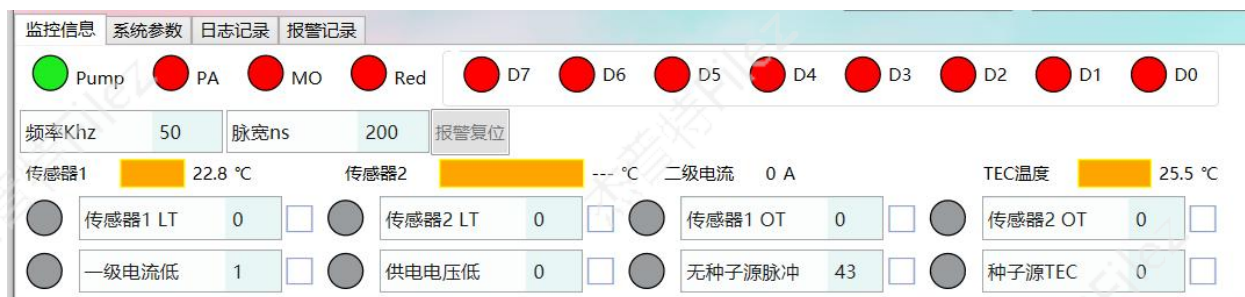 监控信息 系统参数 日志记录 报警记录
Pump PA MO Red D7 D6 D5 D4 D3 D2 D1 D0
频率Khz 50 脉宽ns 200 报警复位
传感器1 22.8 ℃ 传感器2 --- ℃ 二级电流 0 A TEC温度 25.5 ℃
传感器1 LT 0 传感器2 LT 0 传感器1 OT 0 传感器2 OT 0
一级电流低 1 供电电压低 0 无种子源脉冲 43 种子源TEC 0